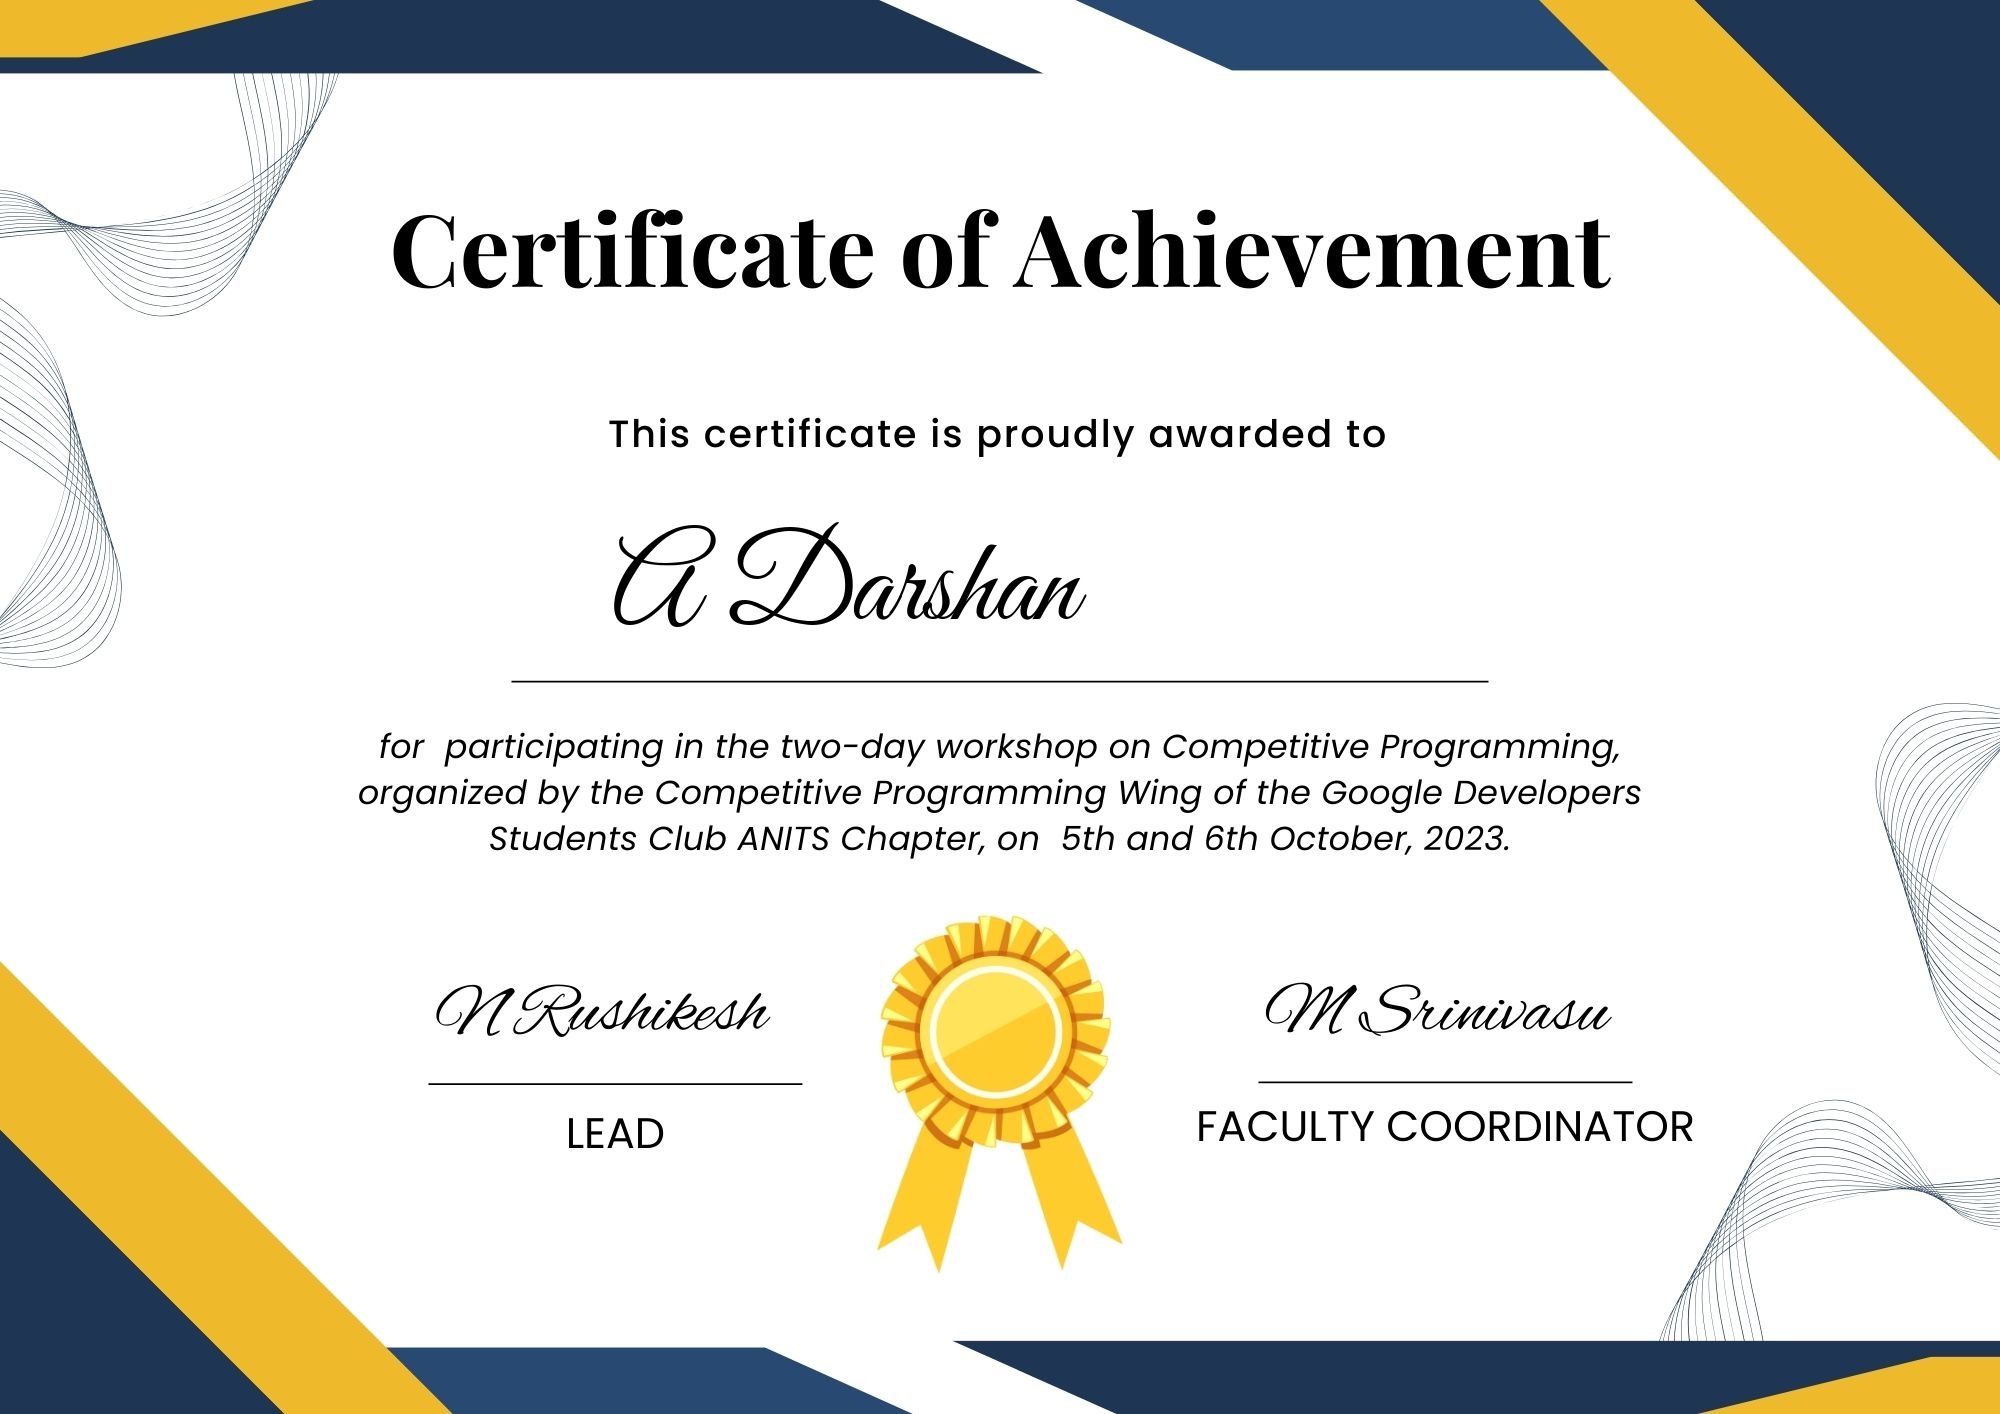 Certificate of Achievement
This certificate is proudly awarded to
A Darshan
for participating in the two-day workshop on Competitive Programming,
organized by the Competitive Programming Wing of the Google Developers
Students Club ANITS Chapter, on 5th and 6th October, 2023.
N Rushikesh
LEAD
M Srinivasu
FACULTY COORDINATOR